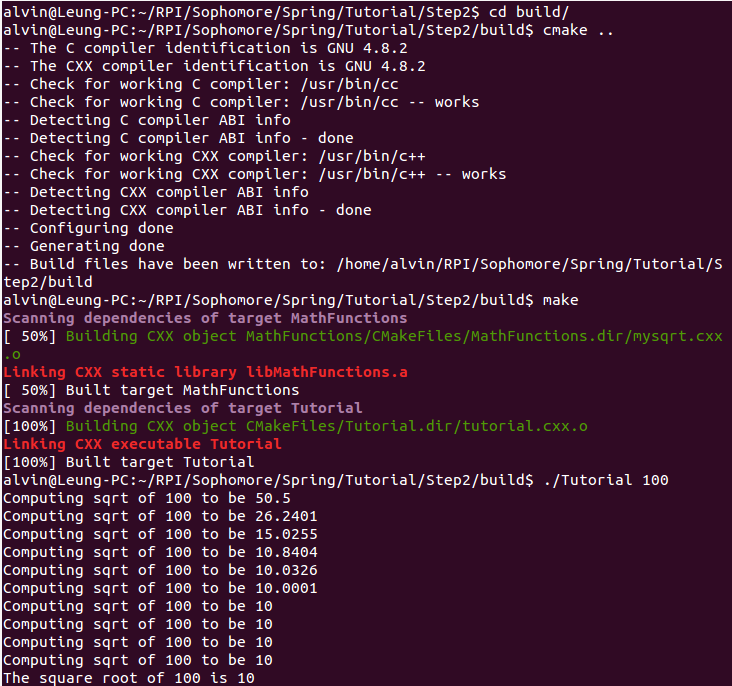 alvin@Leung-PC:~/RPI/Sophomore/Spring/Tutorial/Step2$ cd build/
alvin@Leung-PC:~/RPI/Sophomore/Spring/Tutorial/Step2/build$ cmake ..
-- The C compiler identification is GNU 4.8.2
-- The CXX compiler identification is GNU 4.8.2
-- Check for working C compiler: /usr/bin/cc
-- Check for working C compiler: /usr/bin/cc -- works
-- Detecting C compiler ABI info
-- Detecting C compiler ABI info - done
-- Check for working CXX compiler: /usr/bin/c++
-- Check for working CXX compiler: /usr/bin/c++ -- works
-- Detecting CXX compiler ABI info
-- Detecting CXX compiler ABI info - done
-- Configuring done
-- Generating done
-- Build files have been written to: /home/alvin/RPI/Sophomore/Spring/Tutorial/S
tep2/build
alvin@Leung-PC:~/RPI/Sophomore/Spring/Tutorial/Step2/build$ make
Scanning dependencies of target MathFunctions
[ 50%] Building CXX object MathFunctions/CMakeFiles/MathFunctions.dir/mysqrt.cxx
.o
Linking CXX static library libMathFunctions.a
[ 50%] Built target MathFunctions
Scanning dependencies of target Tutorial
[100%] Building CXX object CMakeFiles/Tutorial.dir/tutorial.cxx.o
Linking CXX executable Tutorial
[100%] Built target Tutorial
alvin@Leung-PC:~/RPI/Sophomore/Spring/Tutorial/Step2/build$ ./Tutorial 100
Computing sqrt of 100 to be 50.5
Computing sqrt of 100 to be 26.2401
Computing sqrt of 100 to be 15.0255
Computing sqrt of 100 to be 10.8404
Computing sqrt of 100 to be 10.0326
Computing sqrt of 100 to be 10.0001
Computing sqrt of 100 to be 10
Computing sqrt of 100 to be 10
Computing sqrt of 100 to be 10
Computing sqrt of 100 to be 10
The square root of 100 is 10